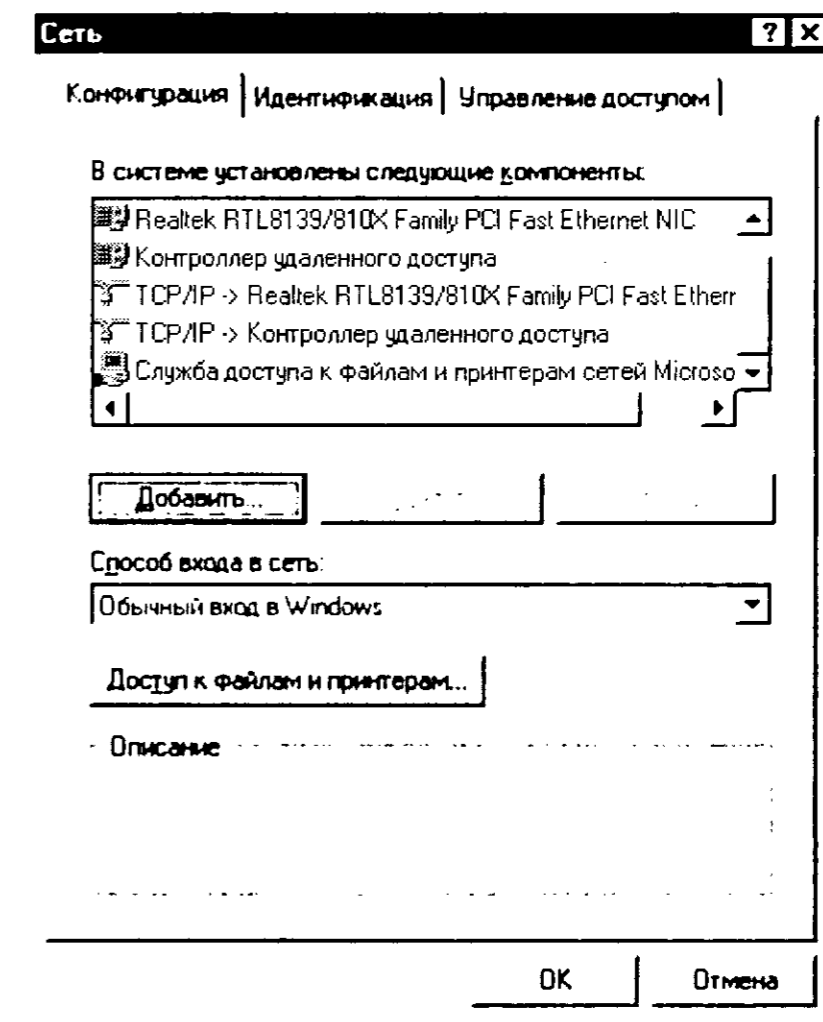 Сеть
Конфигурация Идентификация Управление доступом
В системе установлены следующие компоненты:
Realtek RTL8139/810X Family PCI Fast Ethernet NIC
Контроллер удаленного доступа
TCP/IP -> Realtek RTL8139/810X Family PCI Fast Etherr
TCP/IP -> Контроллер удаленного доступа
Служба доступа к файлам и принтерам сетей Microso
Добавить...
Способ входа в сеть:
Обычный вход в Windows
Доступ к файлам и принтерам...
Описание
OK Отмена